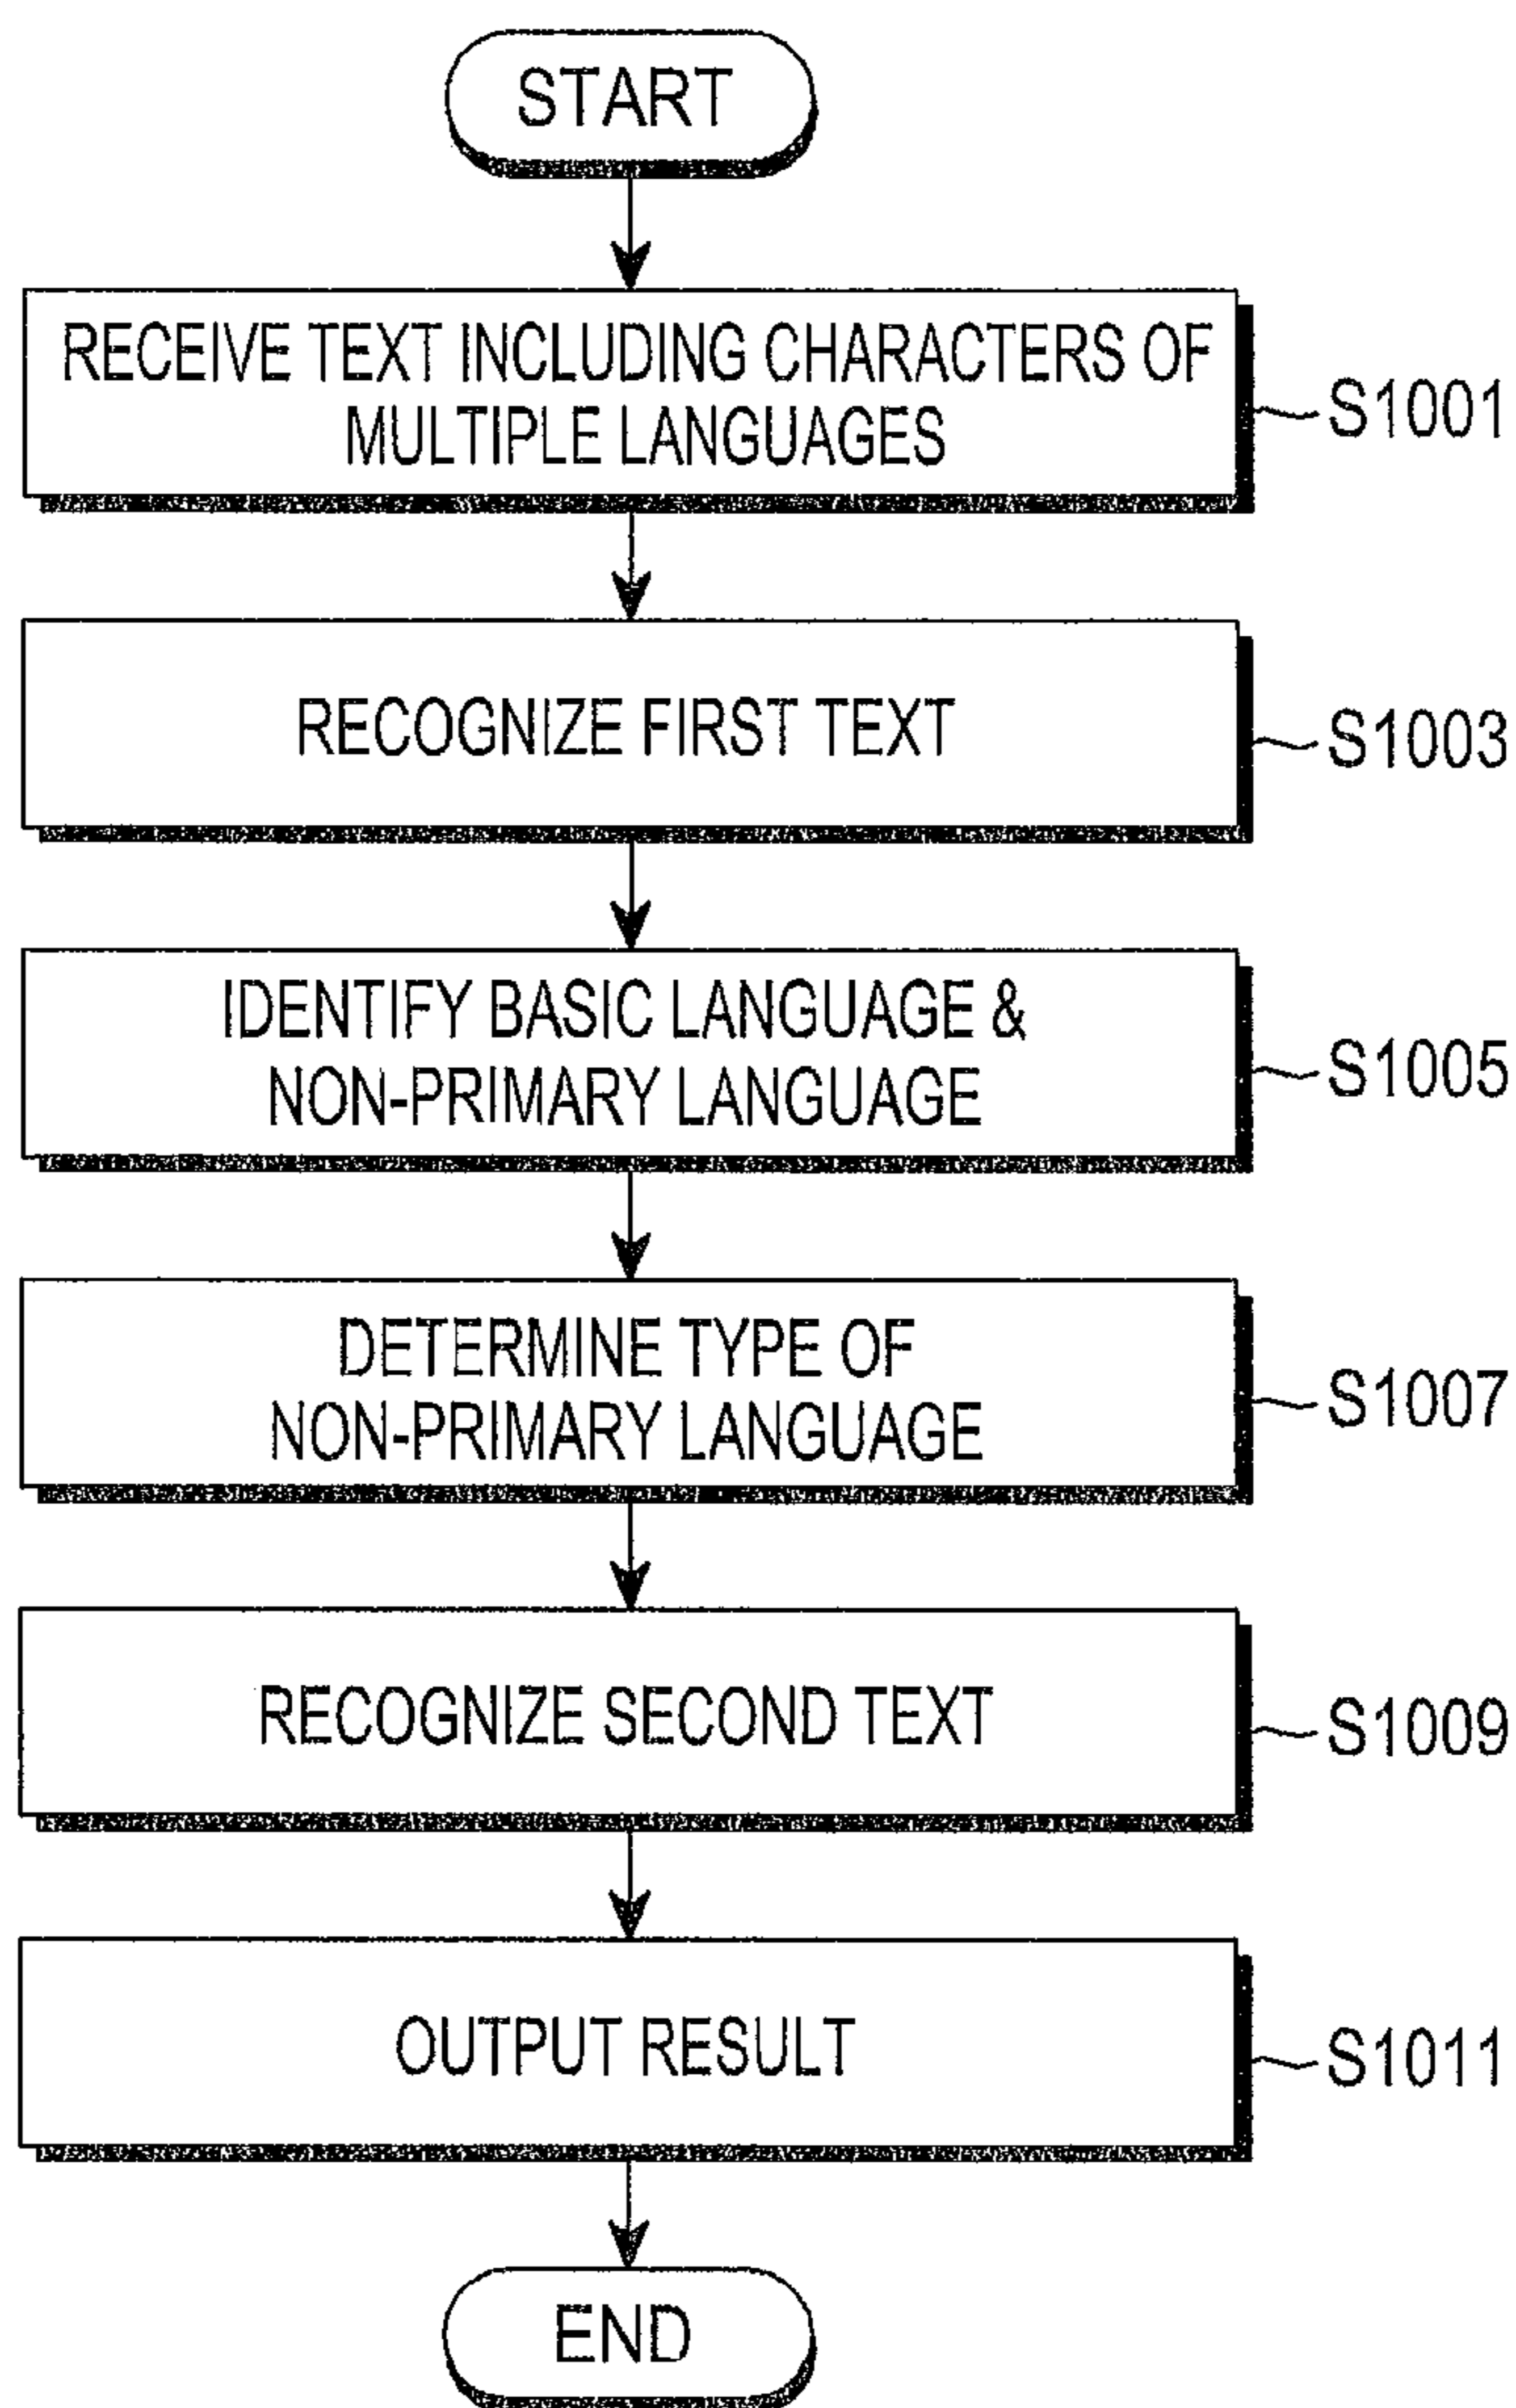 START
RECEIVE TEXT INCLUDING CHARACTERS OF
MULTIPLE LANGUAGES
S1001
RECOGNIZE FIRST TEXT
S1003
IDENTIFY BASIC LANGUAGE &
NON-PRIMARY LANGUAGE
S1005
DETERMINE TYPE OF
NON-PRIMARY LANGUAGE
S1007
RECOGNIZE SECOND TEXT
S1009
OUTPUT RESULT
S1011
END